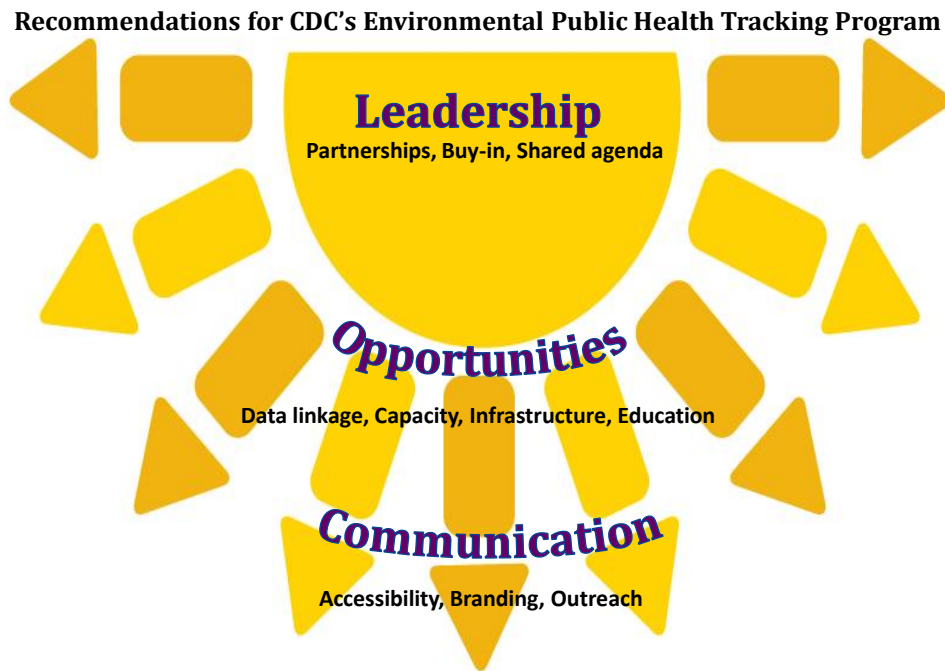 Recommendations for CDC's Environmental Public Health Tracking Program
Leadership
Partnerships, Buy-in, Shared agenda
Opportunities
Data linkage, Capacity, Infrastructure, Education
Communication
Accessibility, Branding, Outreach